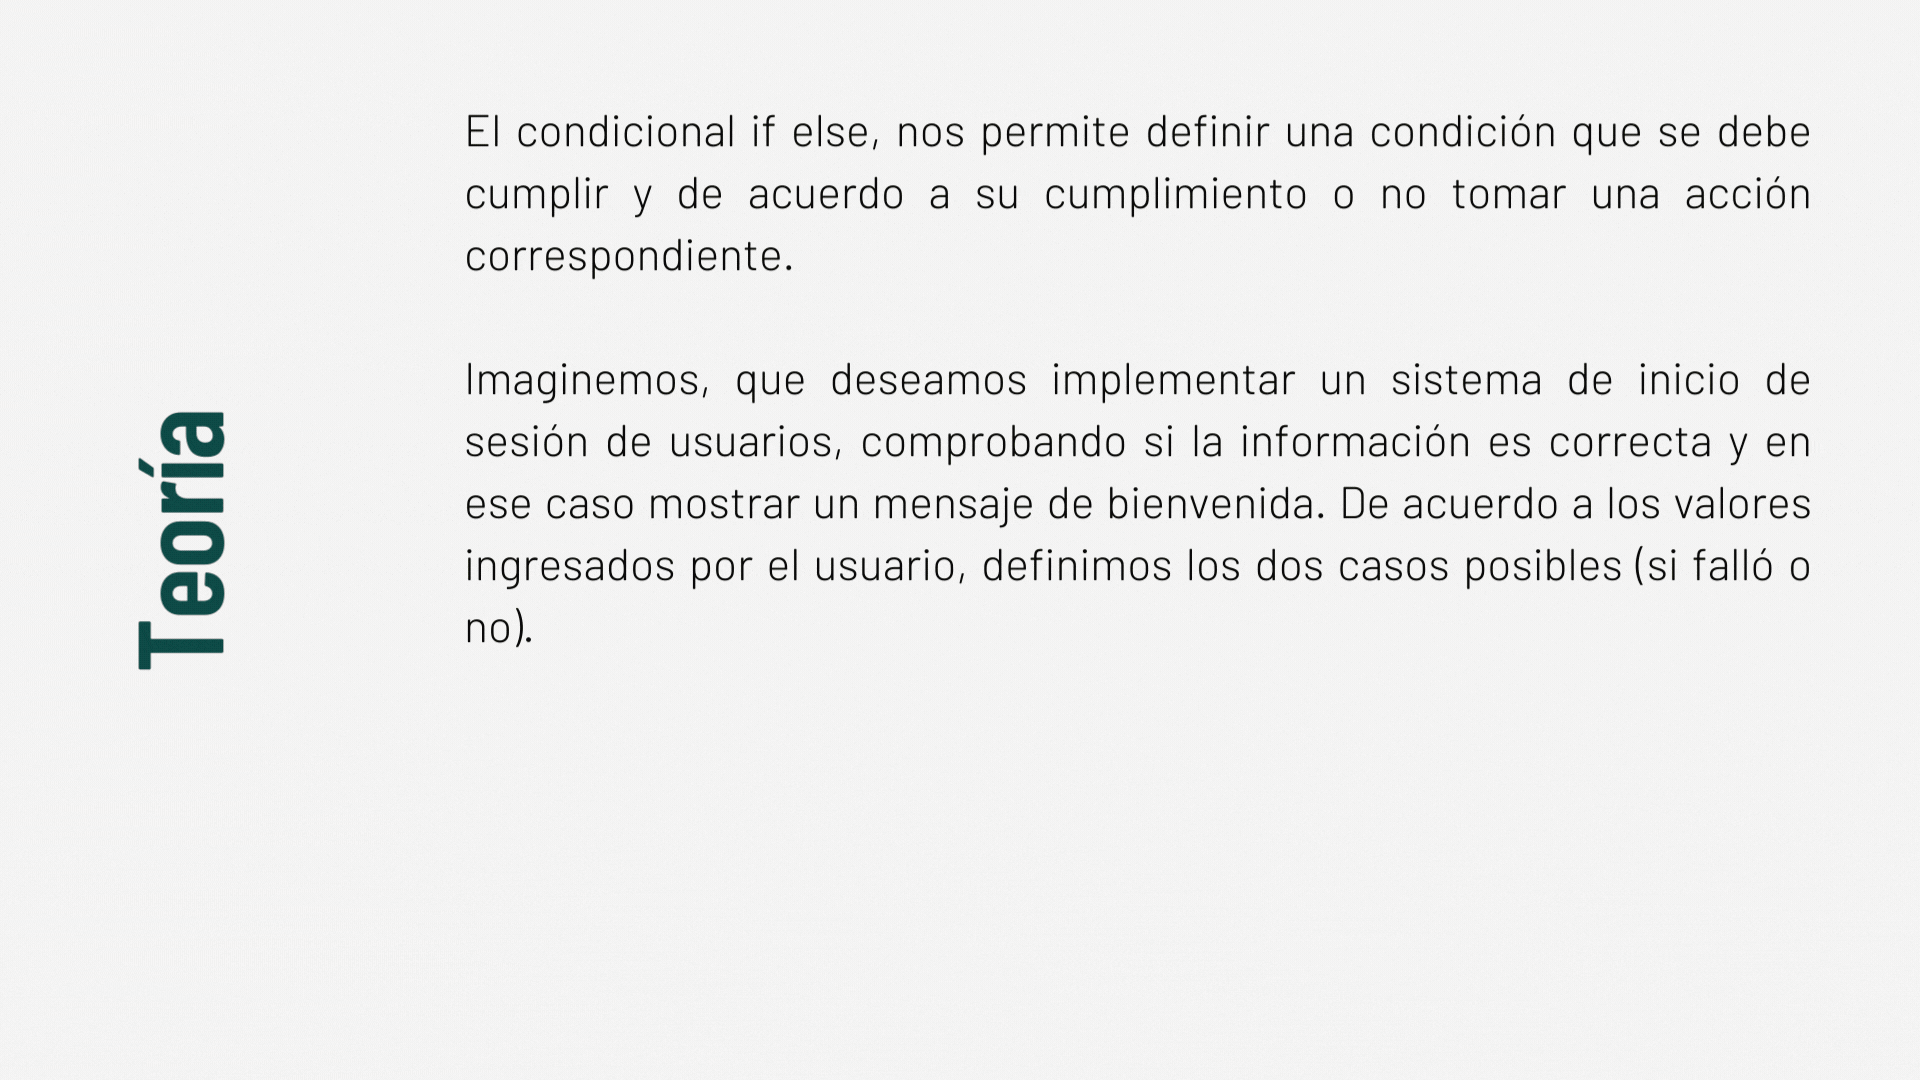 Teoría
El condicional if else, nos permite definir una condición que se debe
cumplir y de acuerdo a su cumplimiento o no tomar una acción
correspondiente.
Imaginemos, que deseamos implementar un sistema de inicio de
sesión de usuarios, comprobando si la información es correcta y en
ese caso mostrar un mensaje de bienvenida. De acuerdo a los valores
ingresados por el usuario, definimos los dos casos posibles (si falló o
no).